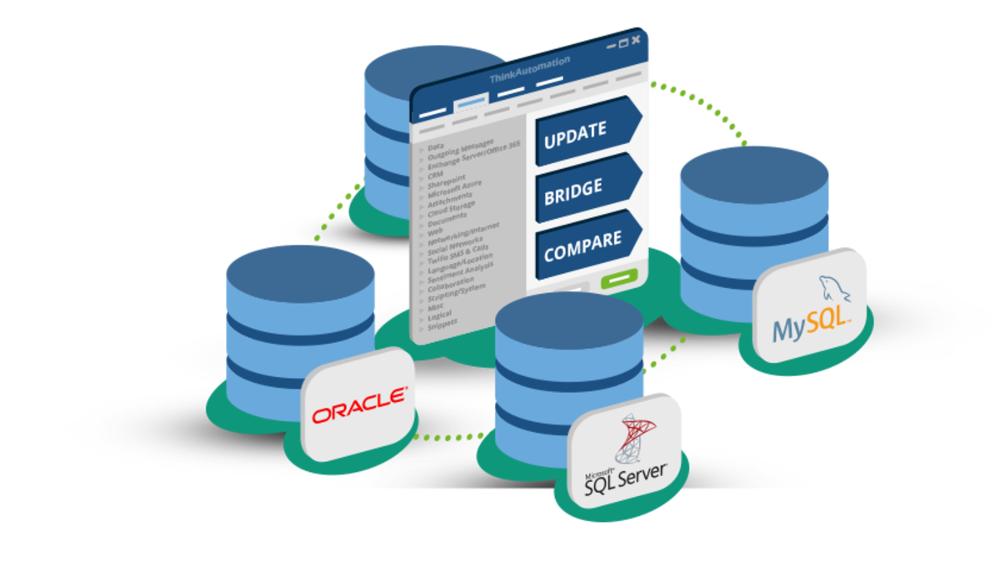 ThinkAutomation
Data
Outgoing Messages
Exchange Server/Office 365
CRM
Sharepoint
Microsoft Azure
Attachments
Cloud Storage
Documents
Web
Networking/Internet
Social Networks
Twilio SMS & Calls
Language/Location
Sentiment Analysis
Collaboration
Scripting/System
Misc
Logical
Snippets
UPDATE
BRIDGE
COMPARE
MySQL™
ORACLE®
Microsoft®
SQL Server®